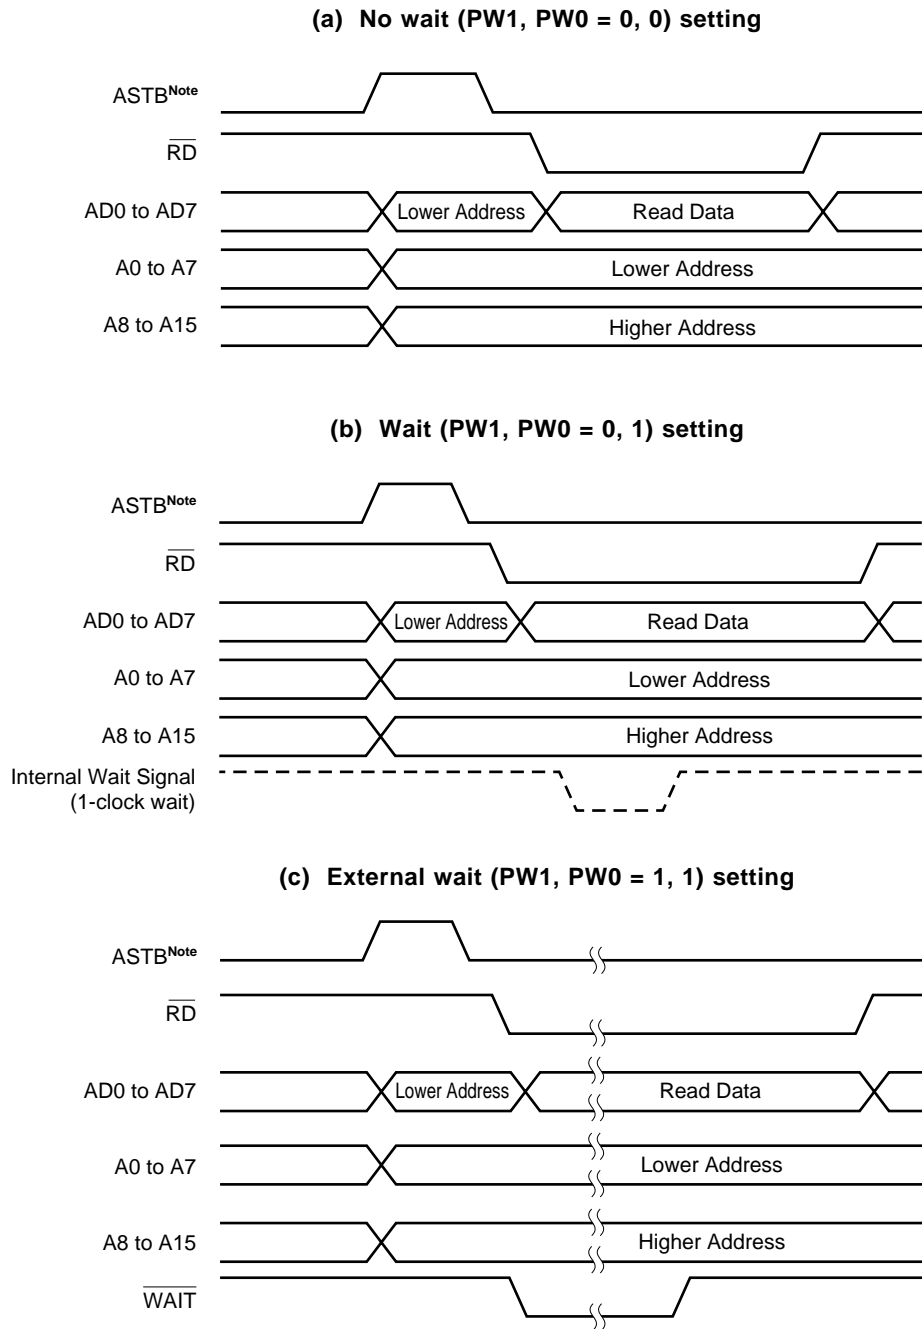 (a) No wait (PW1, PW0 = 0, 0) setting
ASTBNote
RD
AD0 to AD7 Lower Address Read Data
A0 to A7 Lower Address
A8 to A15 Higher Address
(b) Wait (PW1, PW0 = 0, 1) setting
ASTBNote
RD
AD0 to AD7 Lower Address Read Data
A0 to A7 Lower Address
A8 to A15 Higher Address
Internal Wait Signal
(1-clock wait)
(c) External wait (PW1, PW0 = 1, 1) setting
ASTBNote
RD
AD0 to AD7 Lower Address Read Data
A0 to A7 Lower Address
A8 to A15 Higher Address
WAIT